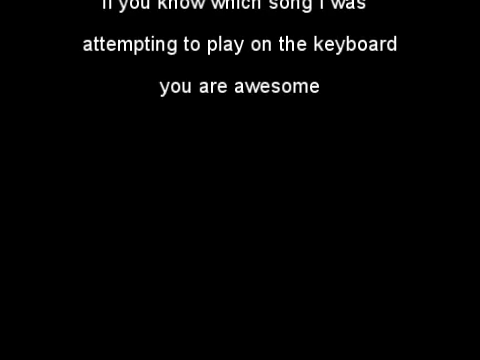 If you know which song I was
attempting to play on the keyboard
you are awesome